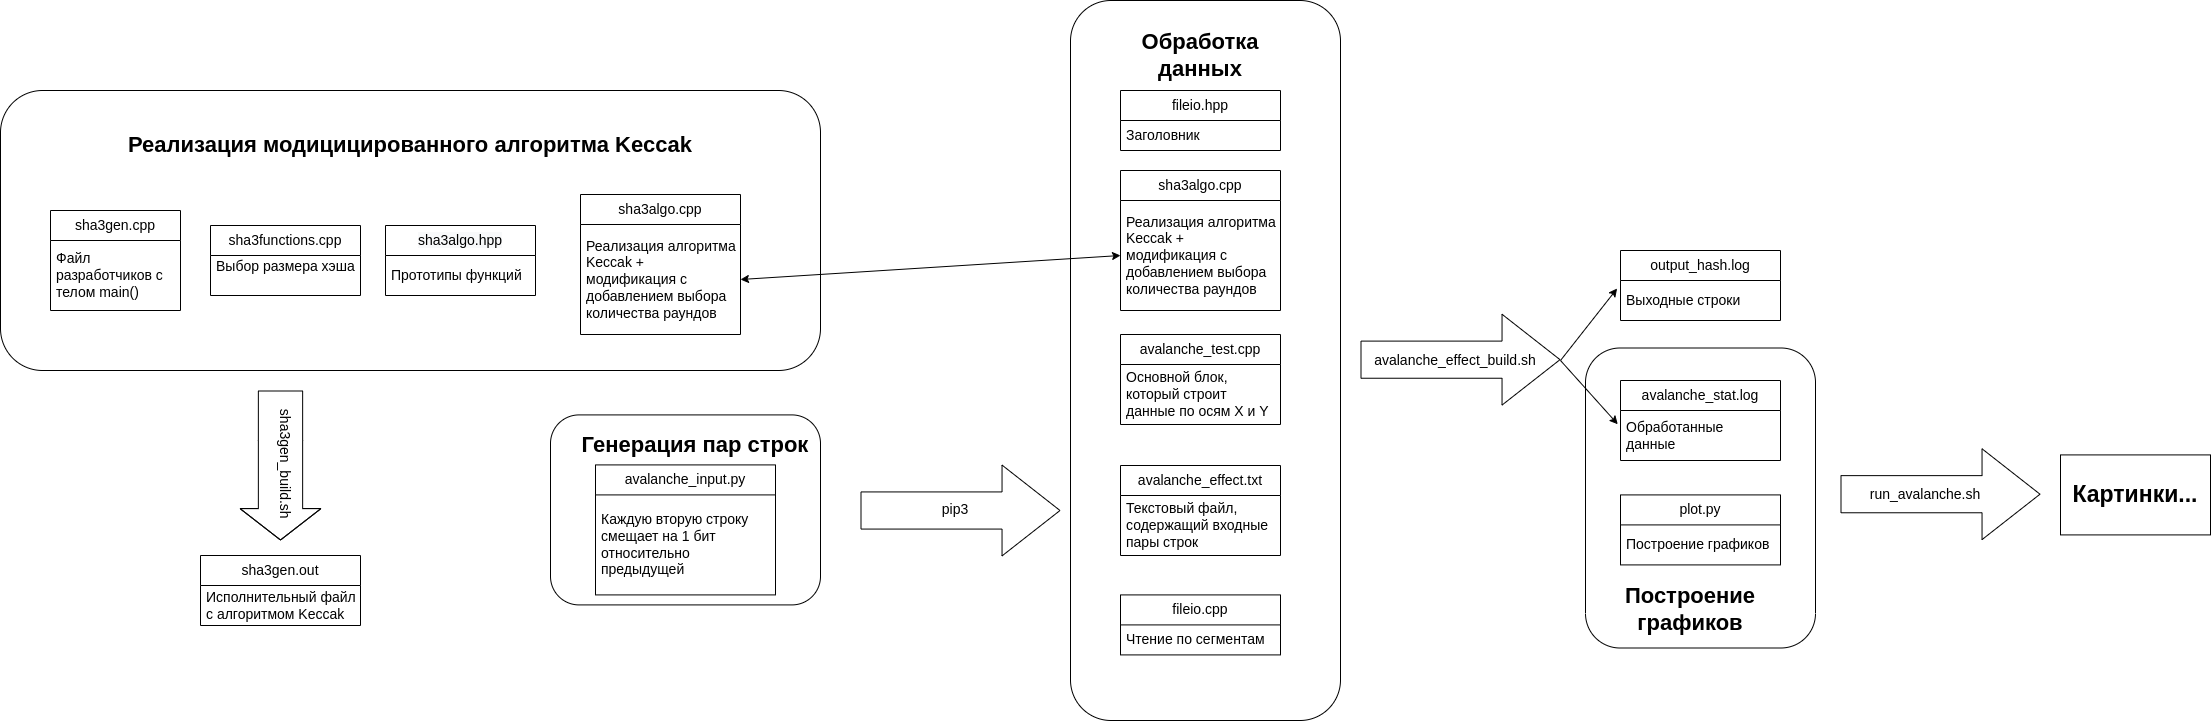 Реализация модицицированного алгоритма Keccak
sha3gen.cpp
Файл
разработчиков с
телом main()
sha3functions.cpp
Выбор размера хэша
sha3algo.hpp
Прототипы функций
sha3algo.cpp
Реализация алгоритма
Keccak +
модификация с
добавлением выбора
количества раундов
sha3gen_build.sh
sha3gen.out
Исполнительный файл
с алгоритмом Keccak
Генерация пар строк
avalanche_input.py
Каждую вторую строку
смещает на 1 бит
относительно
предыдущей
pip3
Обработка
данных
fileio.hpp
Заголовник
sha3algo.cpp
Реализация алгоритма
Keccak +
модификация с
добавлением выбора
количества раундов
avalanche_test.cpp
Основной блок,
который строит
данные по осям X и Y
avalanche_effect.txt
Текстовый файл,
содержащий входные
пары строк
fileio.cpp
Чтение по сегментам
avalanche_effect_build.sh
output_hash.log
Выходные строки
avalanche_stat.log
Обработанные
данные
plot.py
Построение графиков
Построение
графиков
run_avalanche.sh
Картинки...